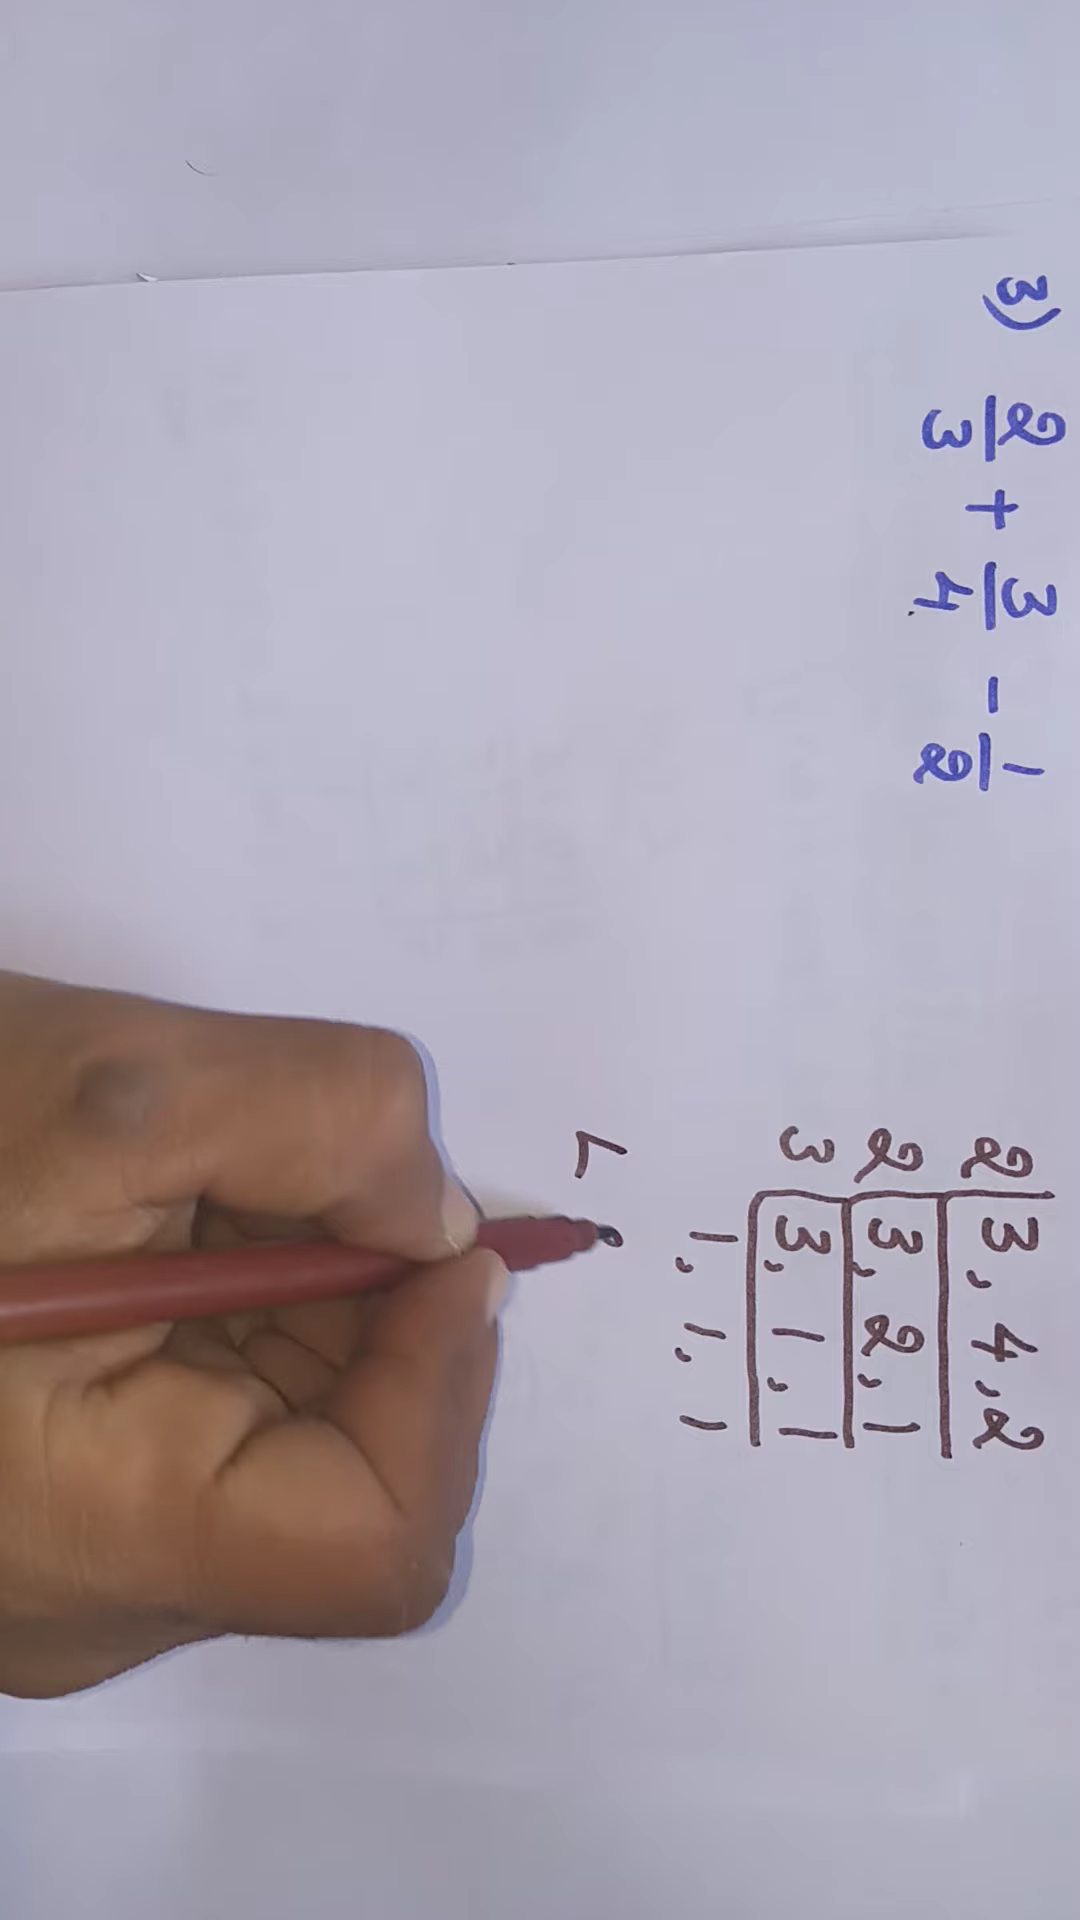 3) 2/3 + 3/4 - 1/2
2 | 3, 4, 2
2 | 3, 2, 1
3 | 3, 1, 1
1, 1, 1
L